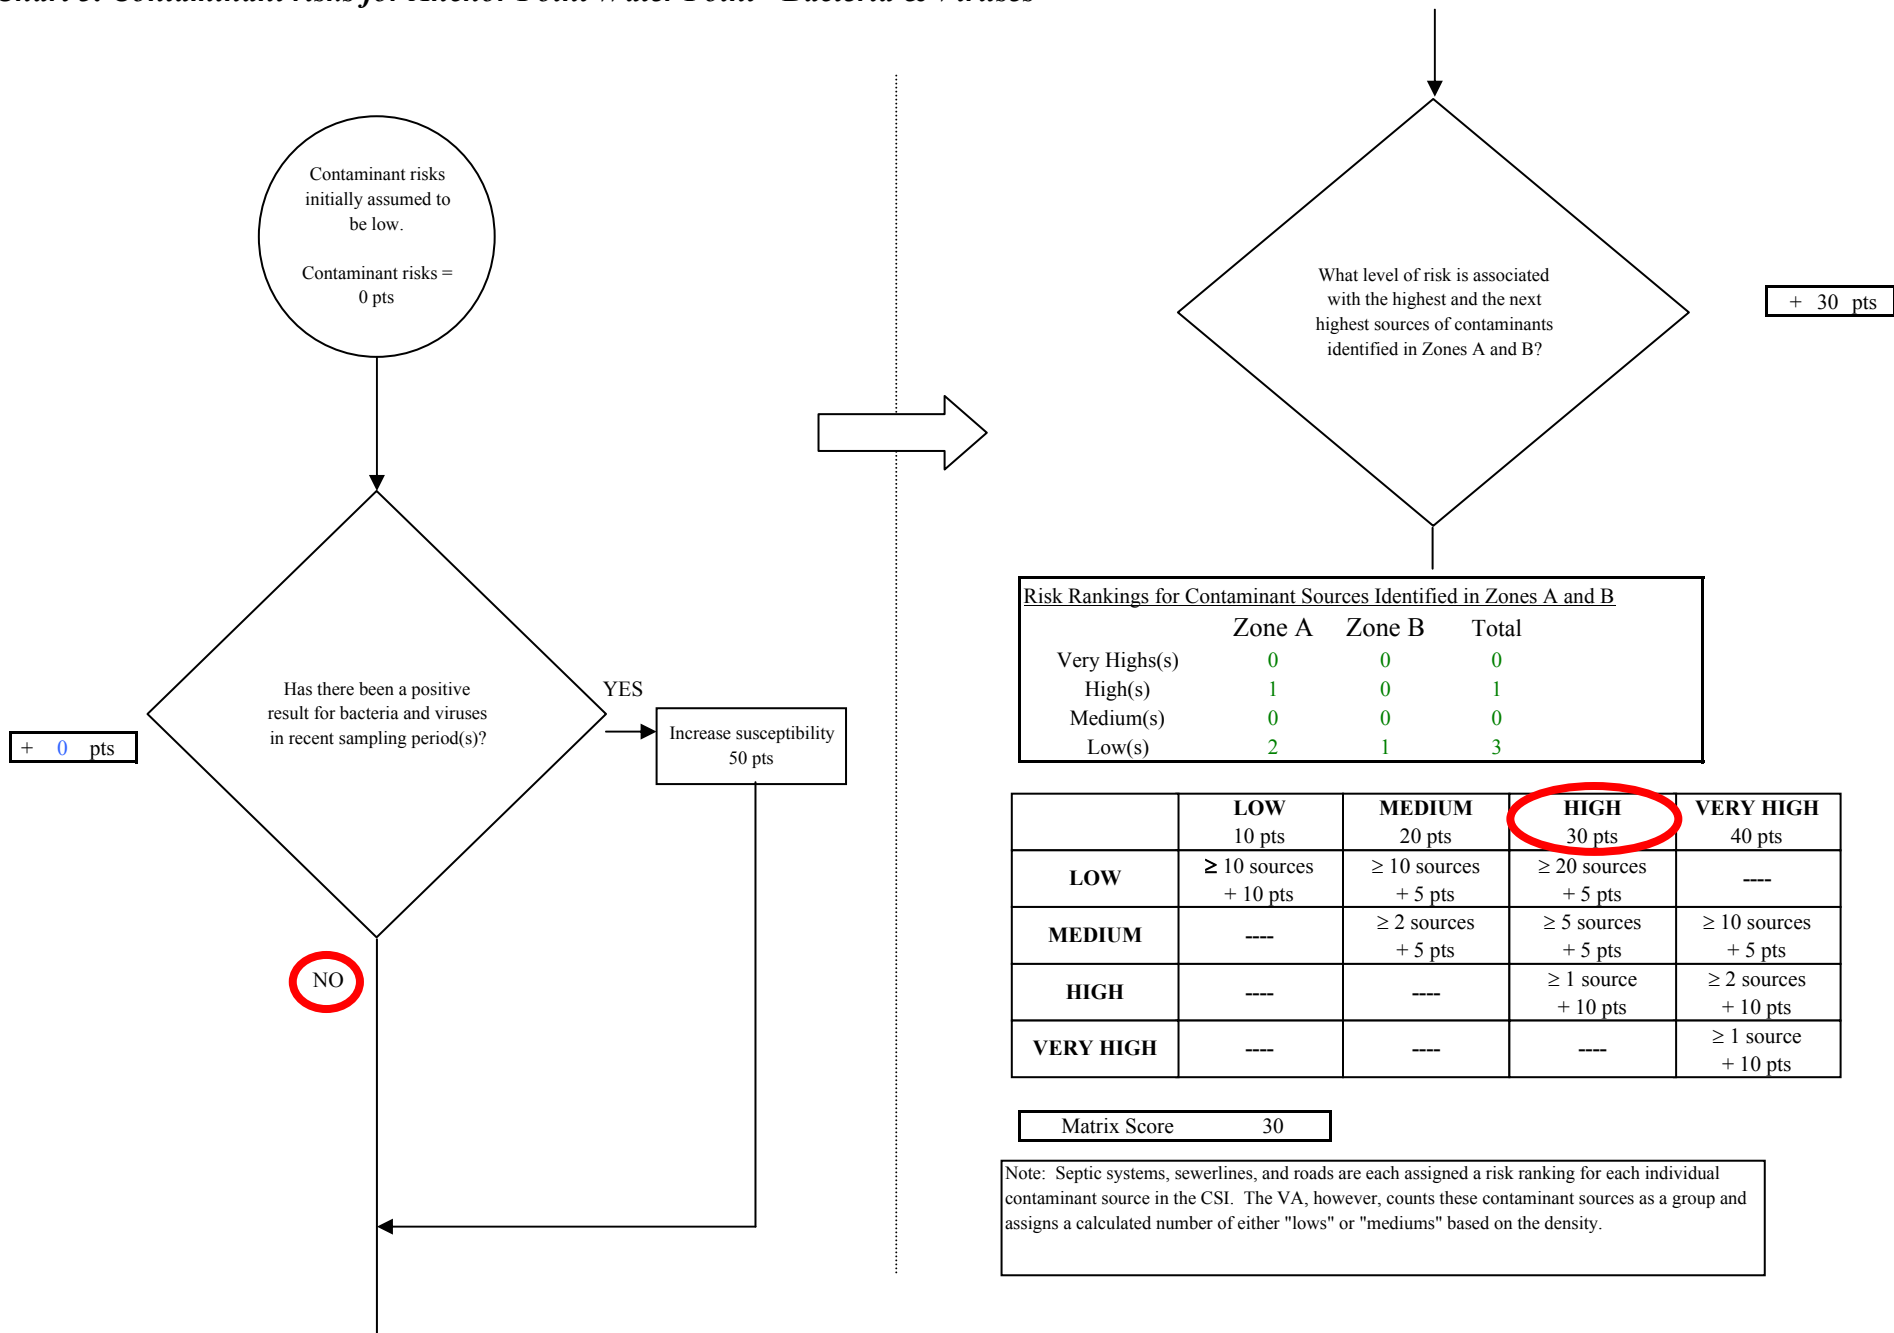 Contaminant risks
initially assumed to
be low.
Contaminant risks =
0 pts
Has there been a positive
result for bacteria and viruses
in recent sampling period(s)?
+ 0 pts
YES
Increase susceptibility
50 pts
NO
What level of risk is associated
with the highest and the next
highest sources of contaminants
identified in Zones A and B?
+ 30 pts
Risk Rankings for Contaminant Sources Identified in Zones A and B
Zone A Zone B Total
Very Highs(s) 0 0 0
High(s) 1 0 1
Medium(s) 0 0 0
Low(s) 2 1 3
LOW MEDIUM HIGH VERY HIGH
10 pts 20 pts 30 pts 40 pts
LOW ≥ 10 sources ≥ 10 sources ≥ 20 sources ----
+ 10 pts + 5 pts + 5 pts
MEDIUM ---- ≥ 2 sources ≥ 5 sources ≥ 10 sources
+ 5 pts + 5 pts + 5 pts
HIGH ---- ---- ≥ 1 source ≥ 2 sources
+ 10 pts + 10 pts
VERY HIGH ---- ---- ---- ≥ 1 source
+ 10 pts
Matrix Score 30
Note: Septic systems, sewerlines, and roads are each assigned a risk ranking for each individual
contaminant source in the CSI. The VA, however, counts these contaminant sources as a group and
assigns a calculated number of either "lows" or "mediums" based on the density.